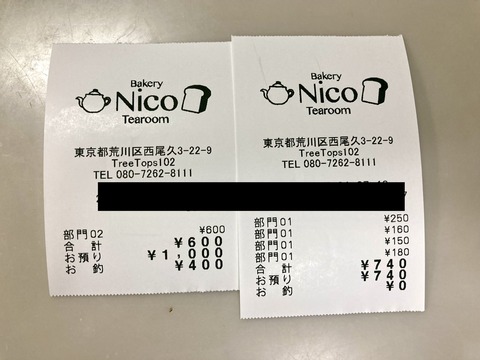 Bakery
Nico
Tearoom
東京都荒川区西尾久3-22-9
TreeTops102
TEL 080-7262-8111
部門02 ¥600
合 計 ¥600
お預り ¥1,000
お 釣 ¥400
Bakery
Nico
Tearoom
東京都荒川区西尾久3-22-9
TreeTops102
TEL 080-7262-8111
部門01 ¥250
部門01 ¥160
部門01 ¥150
部門01 ¥180
合 計 ¥740
お預り ¥740
お 釣 ¥0